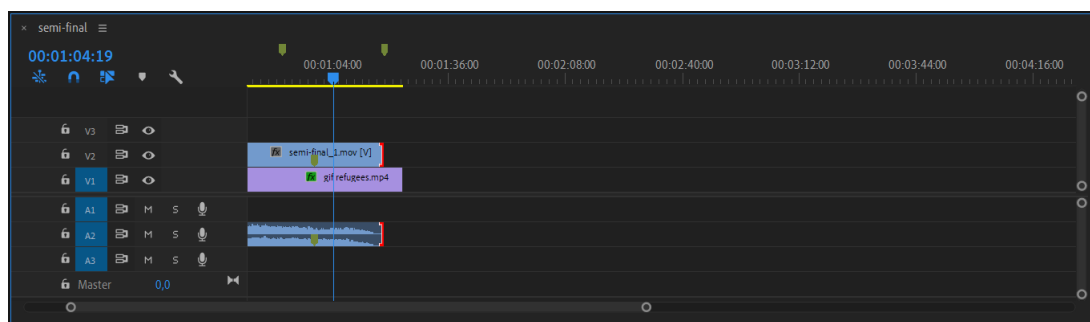 × semi-final ≡
00:01:04:19
00:01:04:00 00:01:36:00 00:02:08:00 00:02:40:00 00:03:12:00 00:03:44:00 00:04:16:00
V3
V2 fx semi-final_1.mov [V]
V1 fx gif refugees.mp4
A1 M S
A2 M S
A3 M S
Master 0,0